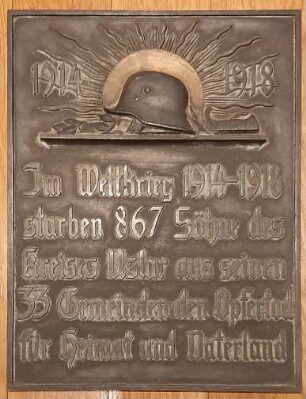 1914 1918
Im Weltkrieg 1914-1918
starben 867 Söhne des
Kreises Uslar aus seinen
33 Gemeinden den Opfertod
für Heimat und Vaterland